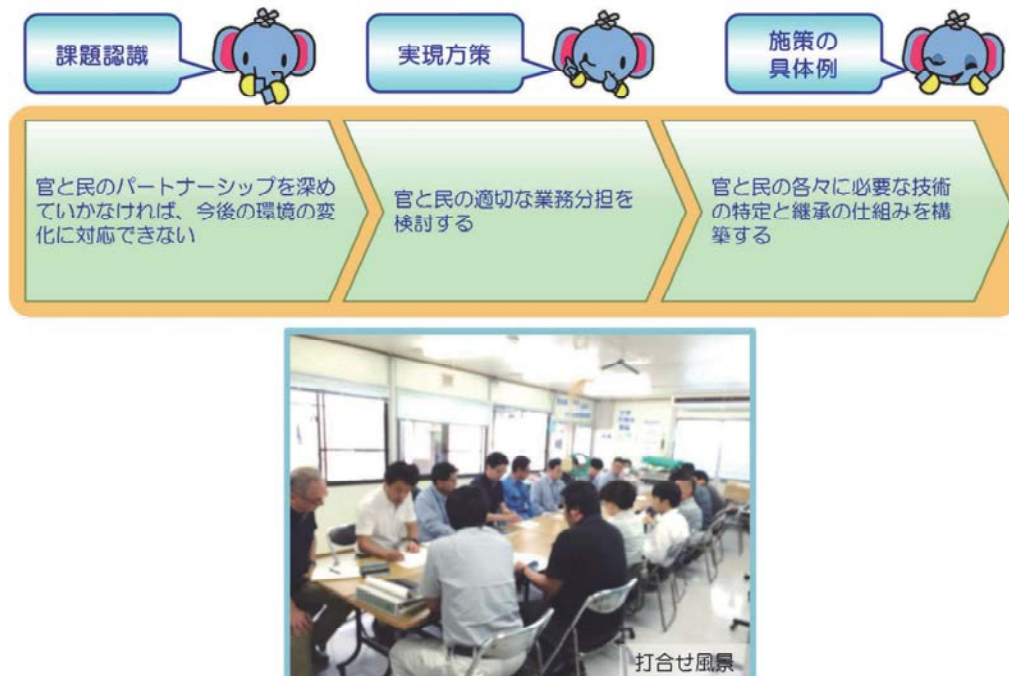 課題認識
実現方策
施策の
具体例
官と民のパートナーシップを深め
ていかなければ、今後の環境の変
化に対応できない
官と民の適切な業務分担を
検討する
官と民の各々に必要な技術
の特定と継承の仕組みを構
築する
打合せ風景